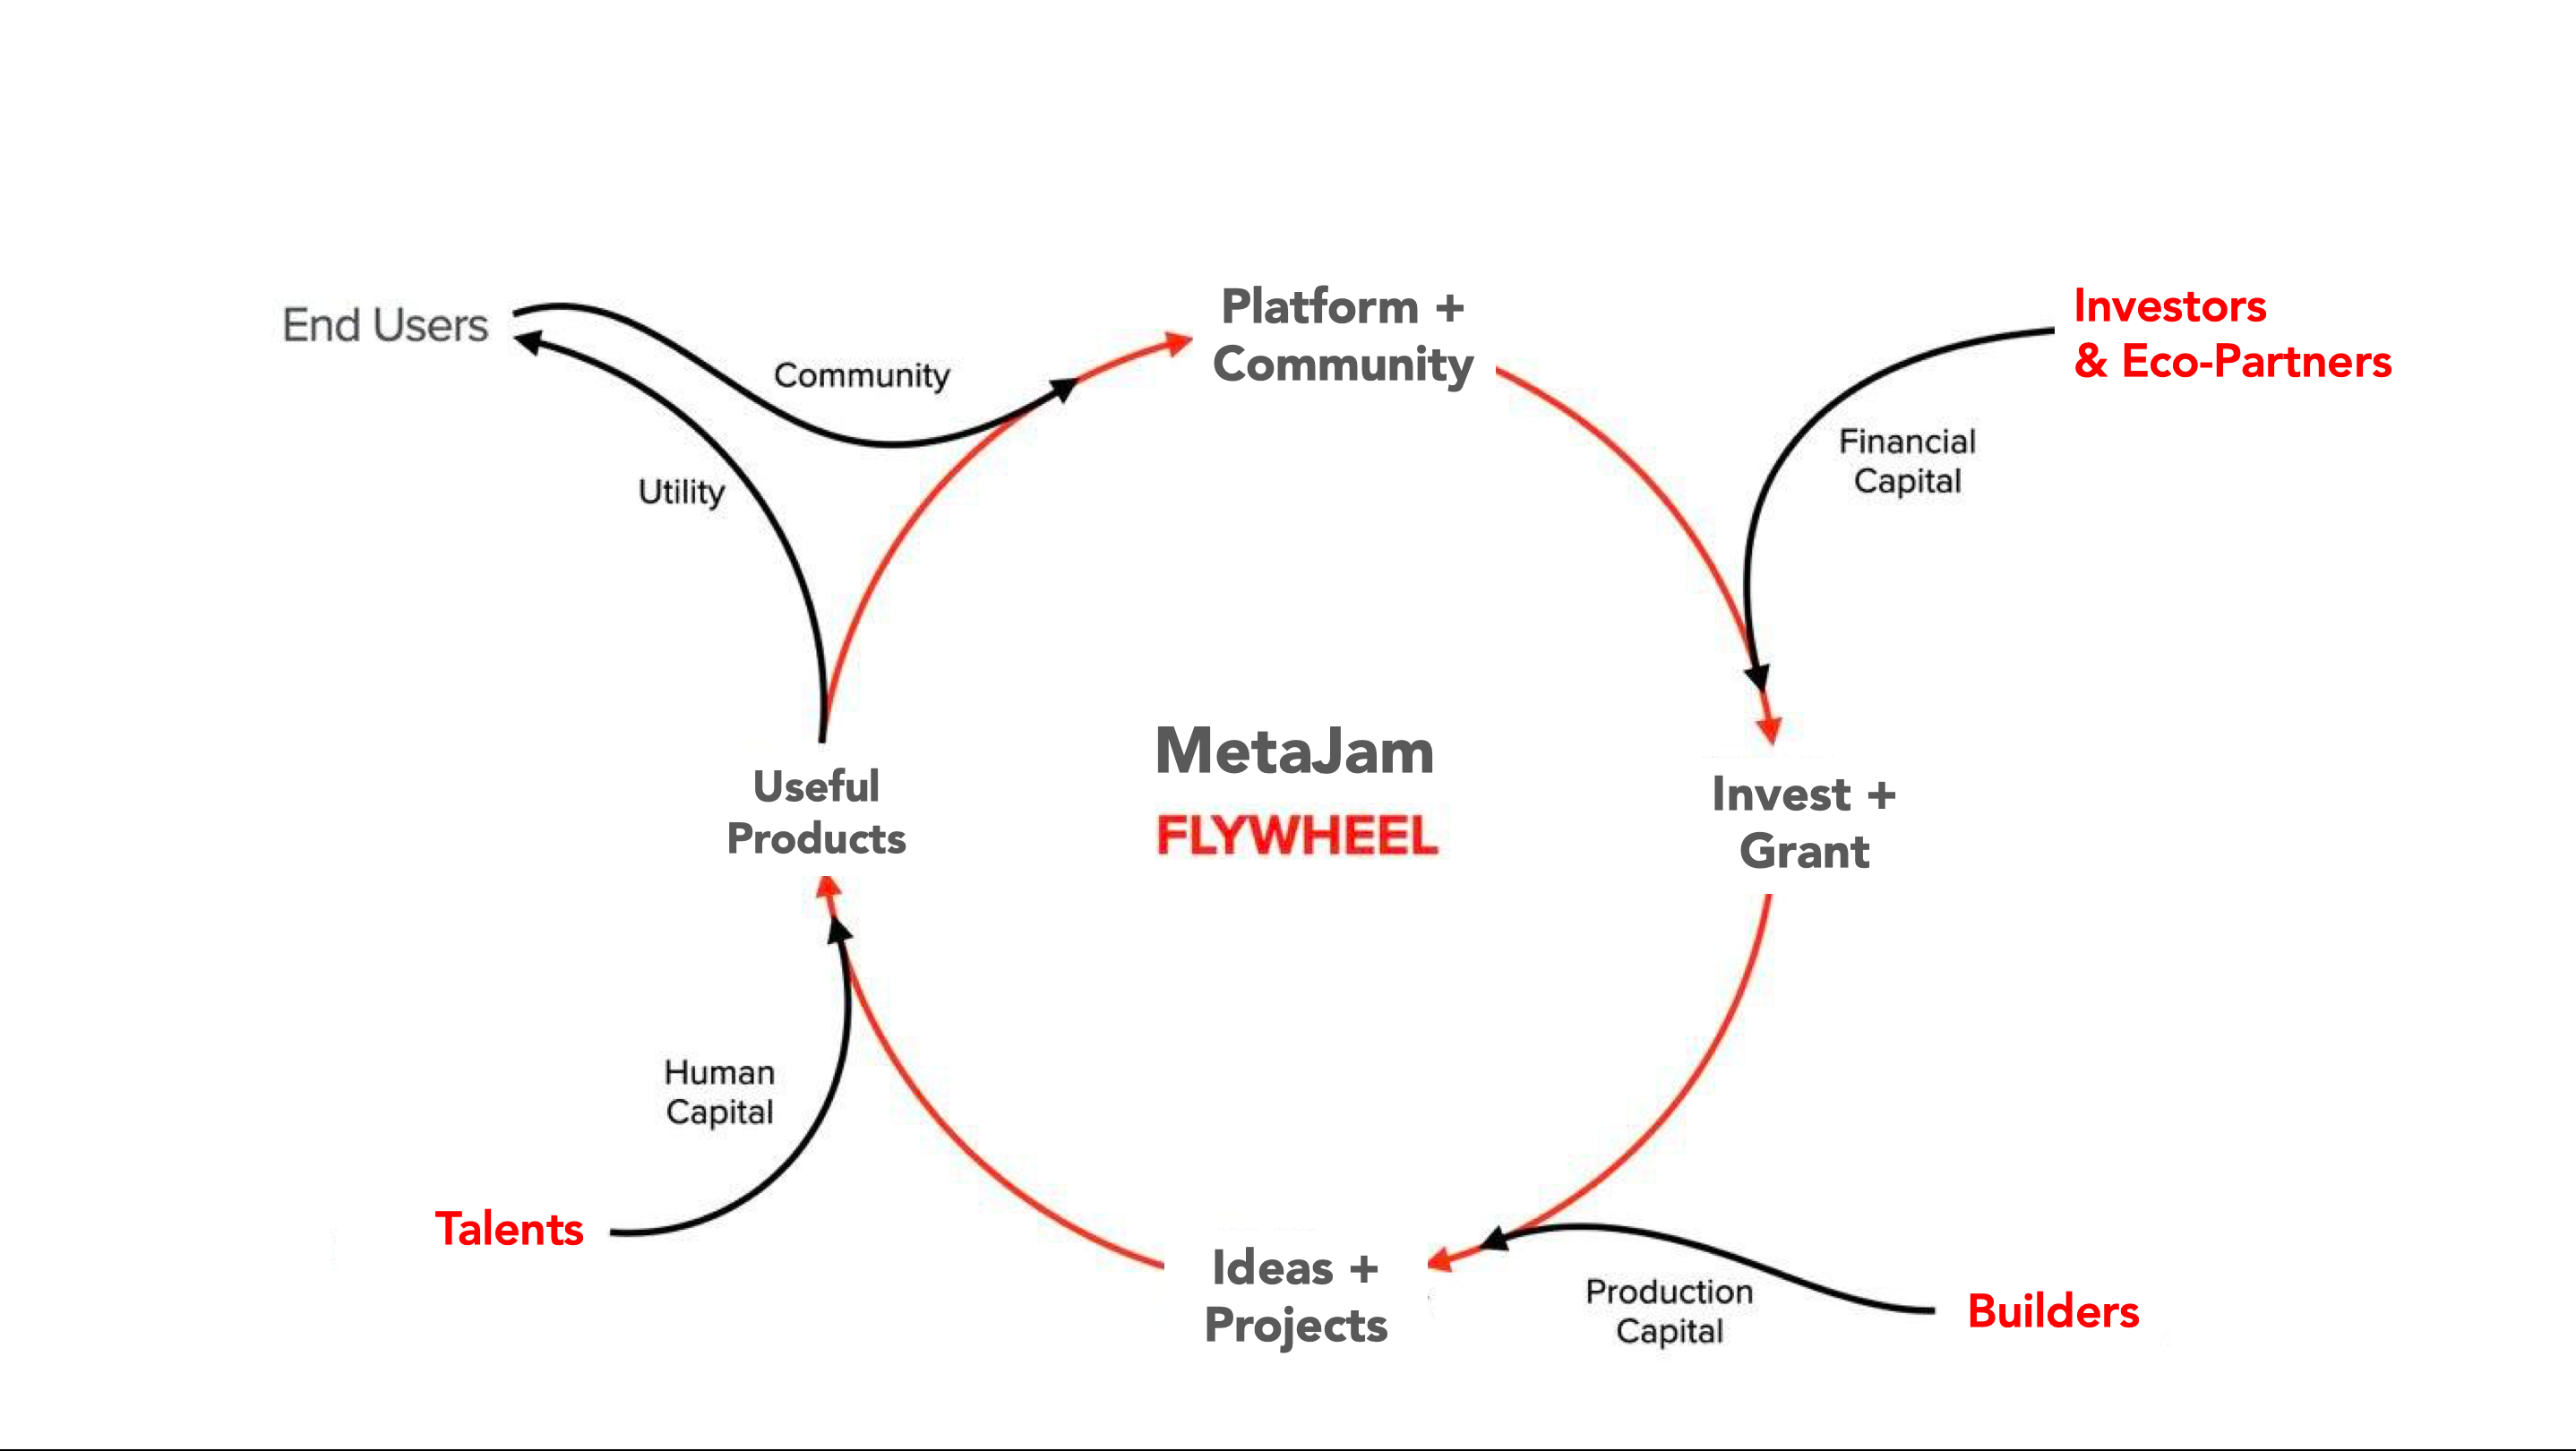 Platform +
Community
Investors
& Eco-Partners
End Users
Community
Financial
Capital
Utility
MetaJam
FLYWHEEL
Useful
Products
Invest +
Grant
Human
Capital
Talents
Ideas +
Projects
Production
Capital
Builders